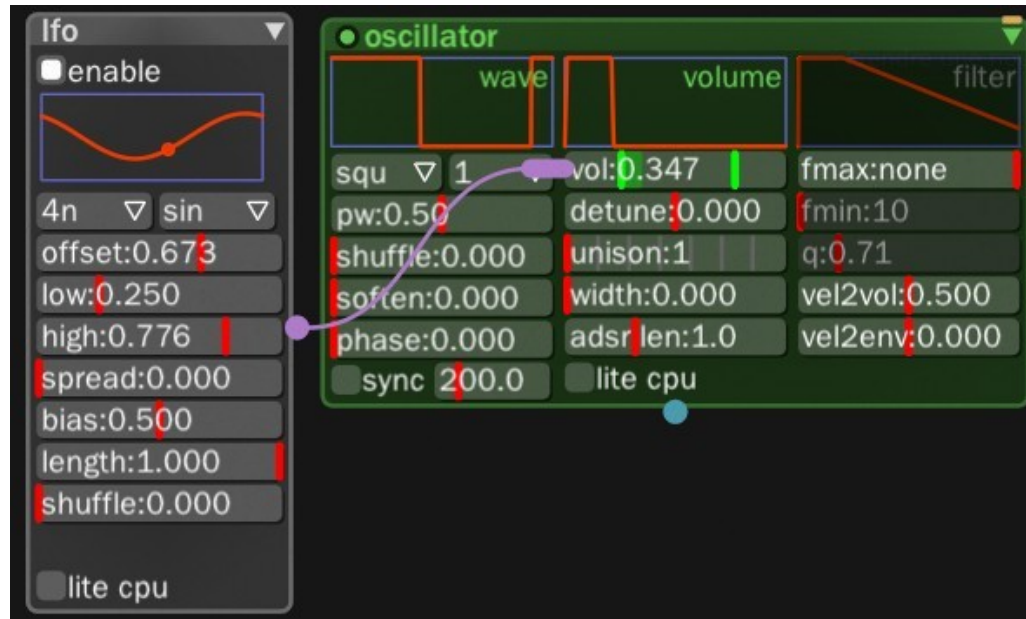 lfo
enable
4n sin
offset:0.673
low:0.250
high:0.776
spread:0.000
bias:0.500
length:1.000
shuffle:0.000
lite cpu
oscillator
wave volume filter
squ 1 vol:0.347 fmax:none
pw:0.50 detune:0.000 fmin:10
shuffle:0.000 unison:1 q:0.71
soften:0.000 width:0.000 vel2vol:0.500
phase:0.000 adsr len:1.0 vel2env:0.000
sync 200.0 lite cpu